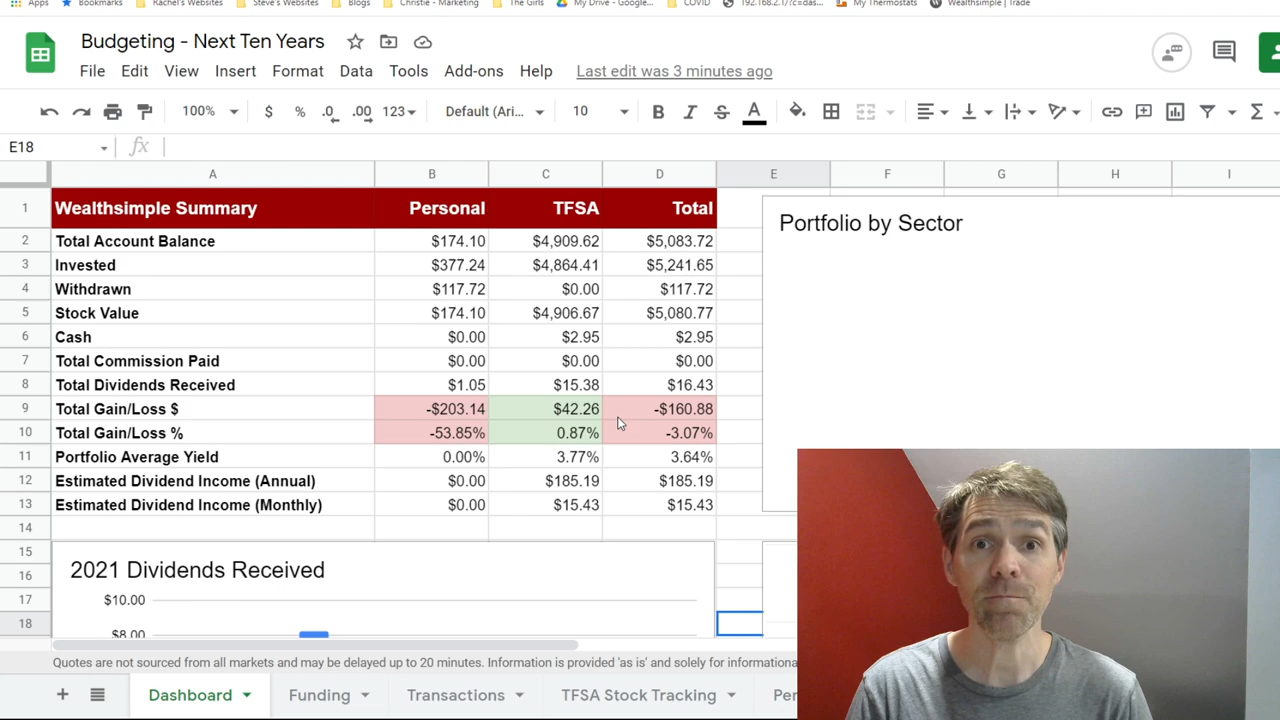 Apps Bookmarks Rachel's Websites Steve's Websites Blogs Christie - Marketing The Girls My Drive - Google... COVID 192.168.2.1/?c=das... My Thermostats Wealthsimple | Trade
Budgeting - Next Ten Years
File Edit View Insert Format Data Tools Add-ons Help Last edit was 3 minutes ago
100% $ % .0 .00 123 Default (Ari... 10 B I S A Σ
E18 fx
A B C D E F G H I
1 Wealthsimple Summary Personal TFSA Total
2 Total Account Balance $174.10 $4,909.62 $5,083.72
3 Invested $377.24 $4,864.41 $5,241.65
4 Withdrawn $117.72 $0.00 $117.72
5 Stock Value $174.10 $4,906.67 $5,080.77
6 Cash $0.00 $2.95 $2.95
7 Total Commission Paid $0.00 $0.00 $0.00
8 Total Dividends Received $1.05 $15.38 $16.43
9 Total Gain/Loss $ -$203.14 $42.26 -$160.88
10 Total Gain/Loss % -53.85% 0.87% -3.07%
11 Portfolio Average Yield 0.00% 3.77% 3.64%
12 Estimated Dividend Income (Annual) $0.00 $185.19 $185.19
13 Estimated Dividend Income (Monthly) $0.00 $15.43 $15.43
14
15
16
17
18
Portfolio by Sector
2021 Dividends Received
$10.00
$8.00
Quotes are not sourced from all markets and may be delayed up to 20 minutes. Information is provided 'as is' and solely for informationa
Dashboard Funding Transactions TFSA Stock Tracking Pe